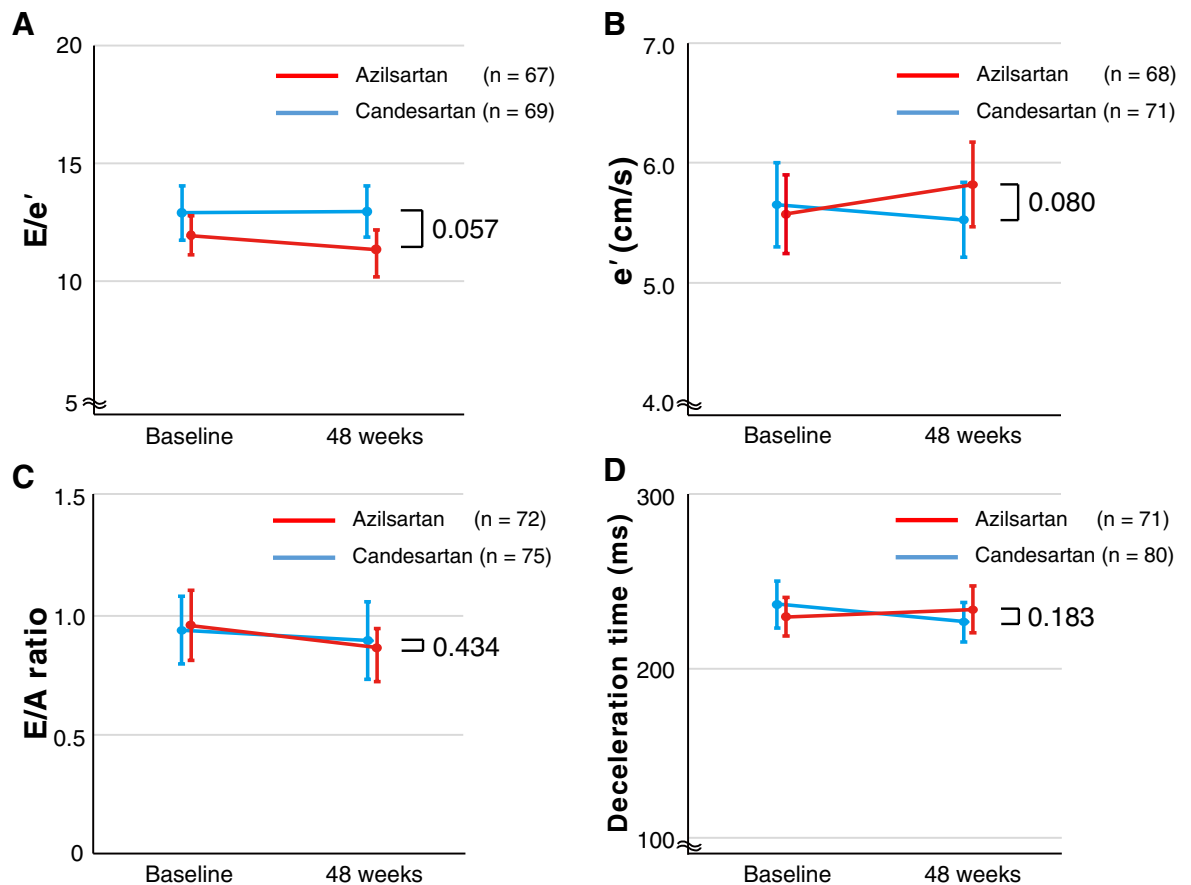 A
E/e′
20
15
10
5
Azilsartan (n = 67)
Candesartan (n = 69)
0.057
Baseline 48 weeks
B
e′ (cm/s)
7.0
6.0
5.0
4.0
Azilsartan (n = 68)
Candesartan (n = 71)
0.080
Baseline 48 weeks
C
E/A ratio
1.5
1.0
0.5
0
Azilsartan (n = 72)
Candesartan (n = 75)
0.434
Baseline 48 weeks
D
Deceleration time (ms)
300
200
100
Azilsartan (n = 71)
Candesartan (n = 80)
0.183
Baseline 48 weeks